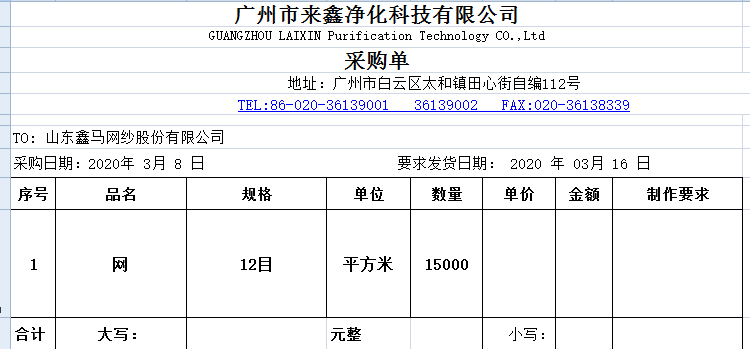 广州市来鑫净化科技有限公司
GUANGZHOU LAIXIN Purification Technology CO.,Ltd
采购单
地址：广州市白云区太和镇田心街自编112号
TEL:86-020-36139001 36139002 FAX:020-36138339
TO: 山东鑫马网纱股份有限公司
采购日期：2020年 3月 8 日 要求发货日期： 2020 年 03月 16 日
序号 品名 规格 单位 数量 单价 金额 制作要求
1 网 12目 平方米 15000
合计 大写： 元整 小写：